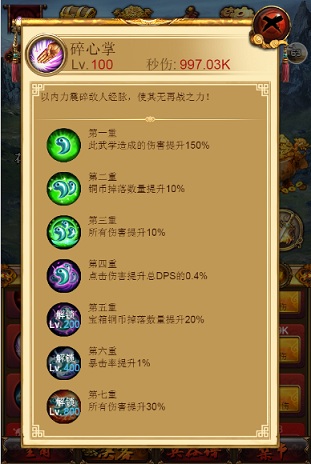 碎心掌
Lv.100 秒伤: 997.03K
以内力震碎敌人经脉,使其无再战之力!
第一重
此武学造成的伤害提升150%
第二重
铜币掉落数量提升10%
第三重
所有伤害提升10%
第四重
点击伤害提升总DPS的0.4%
第五重
解锁
Lv.200
宝箱铜币掉落数量提升20%
第六重
解锁
Lv.400
暴击率提升1%
第七重
解锁
Lv.800
所有伤害提升30%